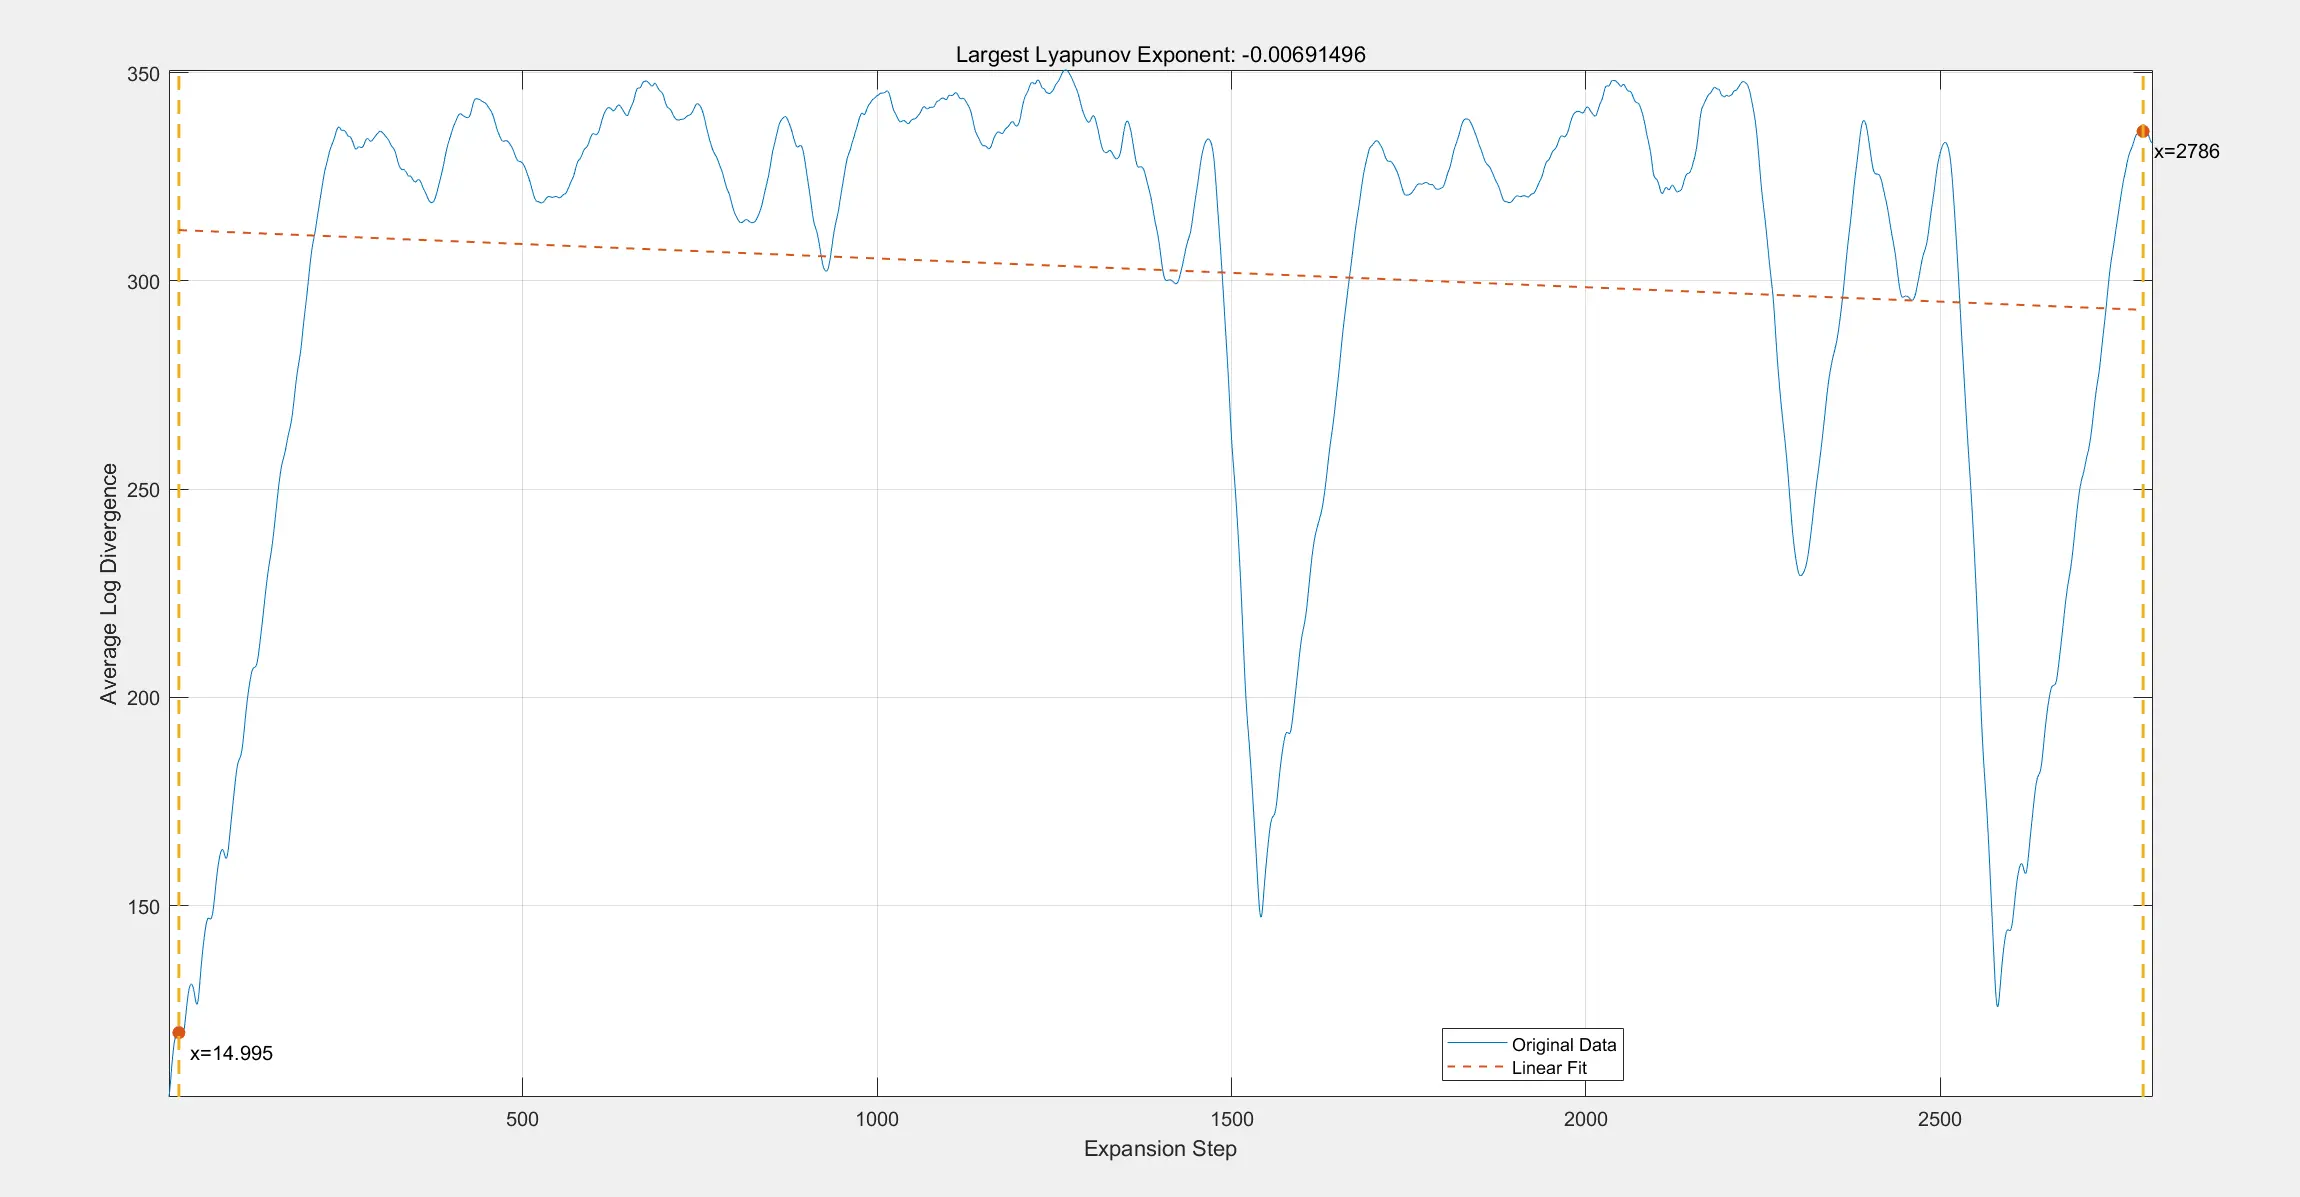 Largest Lyapunov Exponent: -0.00691496
350
300
250
200
150
Average Log Divergence
x=2786
x=14.995
Original Data
Linear Fit
500 1000 1500 2000 2500
Expansion Step